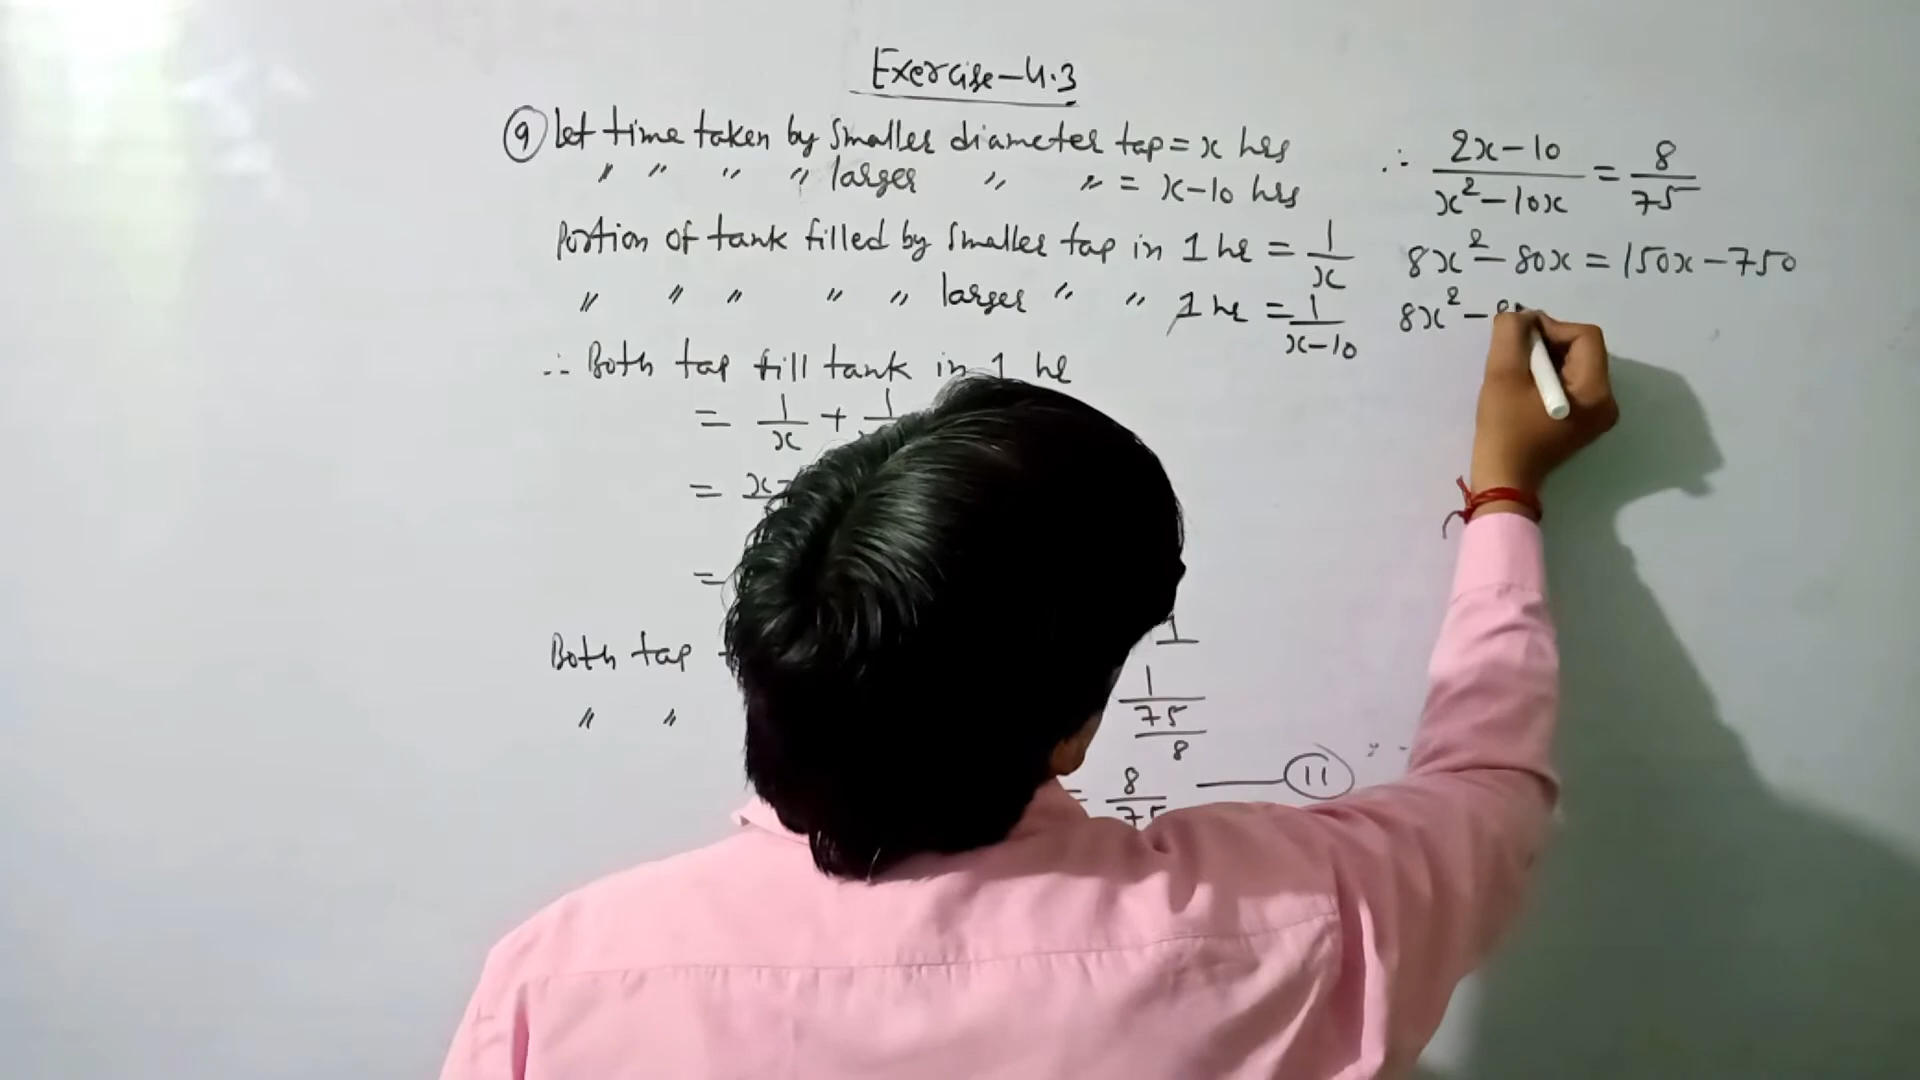 Exercise-4.3
9 Let time taken by smaller diameter tap = x hrs
" " " " larger " " = x-10 hrs
Portion of tank filled by smaller tap in 1 hr = 1/x
" " " " " larger " " 1 hr = 1/x-10
∴ Both tap fill tank in 1 hr
= 1/x + 1
= x
=
Both tap
1
" "
1/75/8
= 8/75 — 11
∴ 2x-10/x²-10x = 8/75
8x²-80x = 150x-750
8x²-